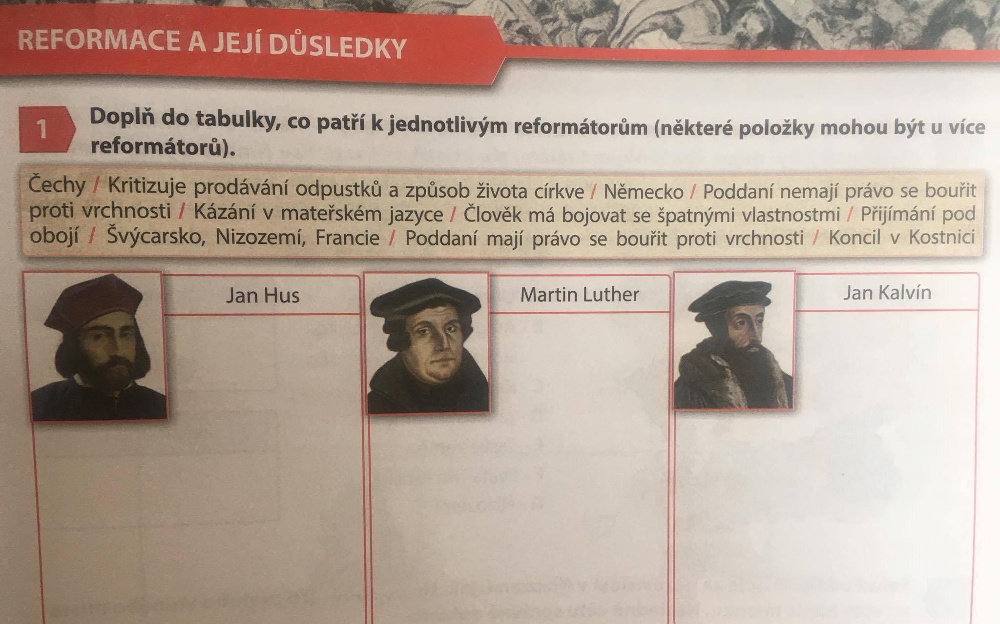 REFORMACE A JEJÍ DŮSLEDKY
1
Doplň do tabulky, co patří k jednotlivým reformátorům (některé položky mohou být u více
reformátorů).
Čechy / Kritizuje prodávání odpustků a způsob života církve / Německo / Poddaní nemají právo se bouřit
proti vrchnosti / Kázání v mateřském jazyce / Člověk má bojovat se špatnými vlastnostmi / Přijímání pod
obojí / Švýcarsko, Nizozemí, Francie / Poddaní mají právo se bouřit proti vrchnosti / Koncil v Kostnici
Jan Hus
Martin Luther
Jan Kalvín